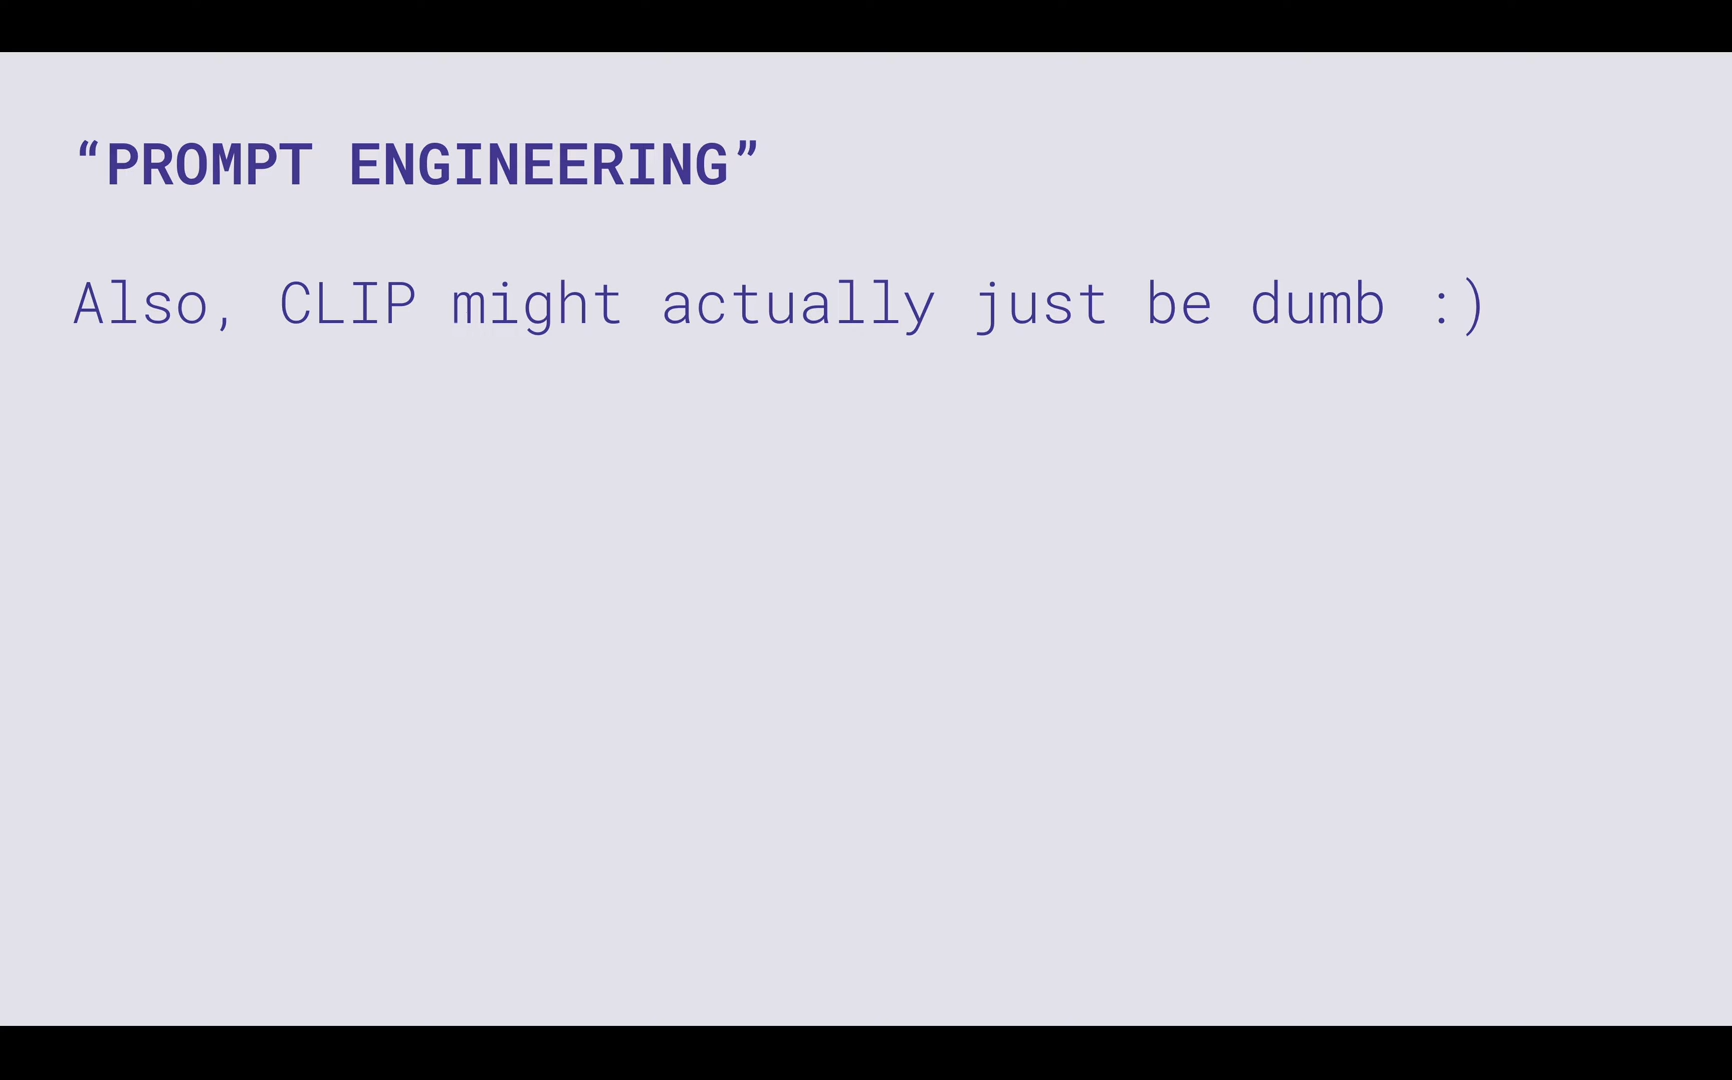 “PROMPT ENGINEERING”
Also, CLIP might actually just be dumb :)